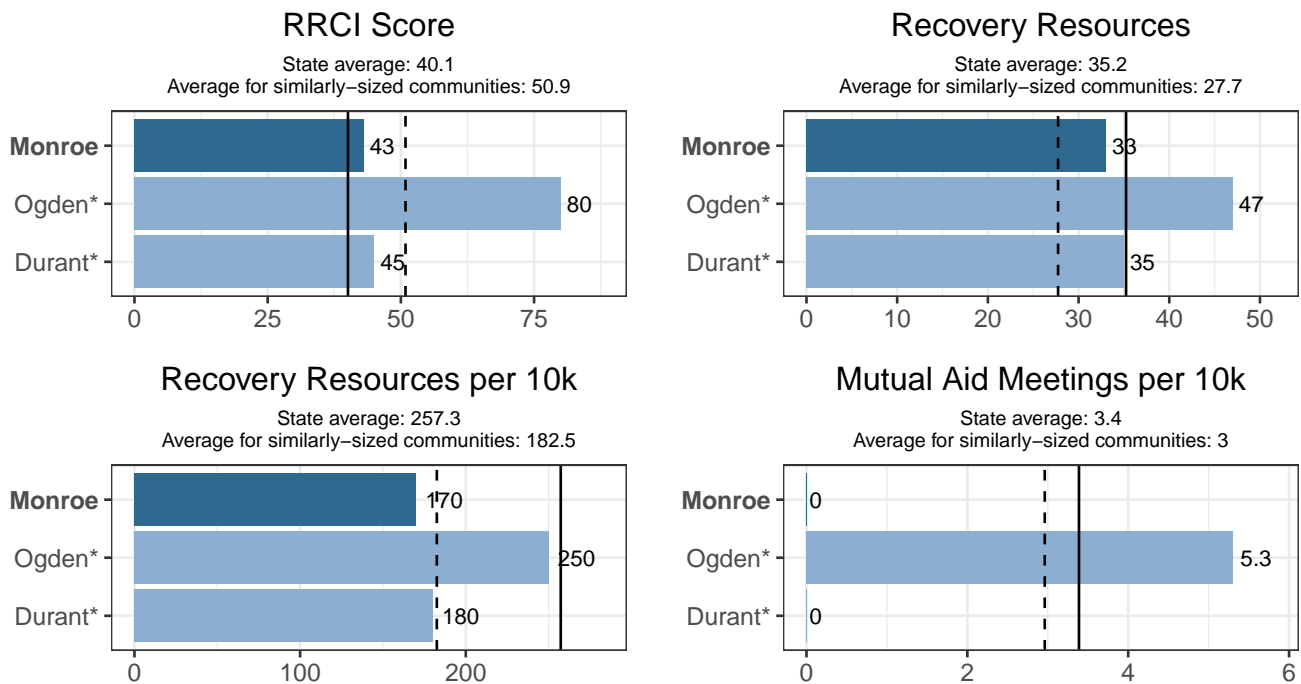 RRCI Score
State average: 40.1
Average for similarly−sized communities: 50.9
Monroe
43
Ogden*
80
Durant*
45
0
25
50
75
Recovery Resources
State average: 35.2
Average for similarly−sized communities: 27.7
Monroe
33
Ogden*
47
Durant*
35
0
10
20
30
40
50
Recovery Resources per 10k
State average: 257.3
Average for similarly−sized communities: 182.5
Monroe
170
Ogden*
250
Durant*
180
0
100
200
Mutual Aid Meetings per 10k
State average: 3.4
Average for similarly−sized communities: 3
Monroe
0
Ogden*
5.3
Durant*
0
0
2
4
6